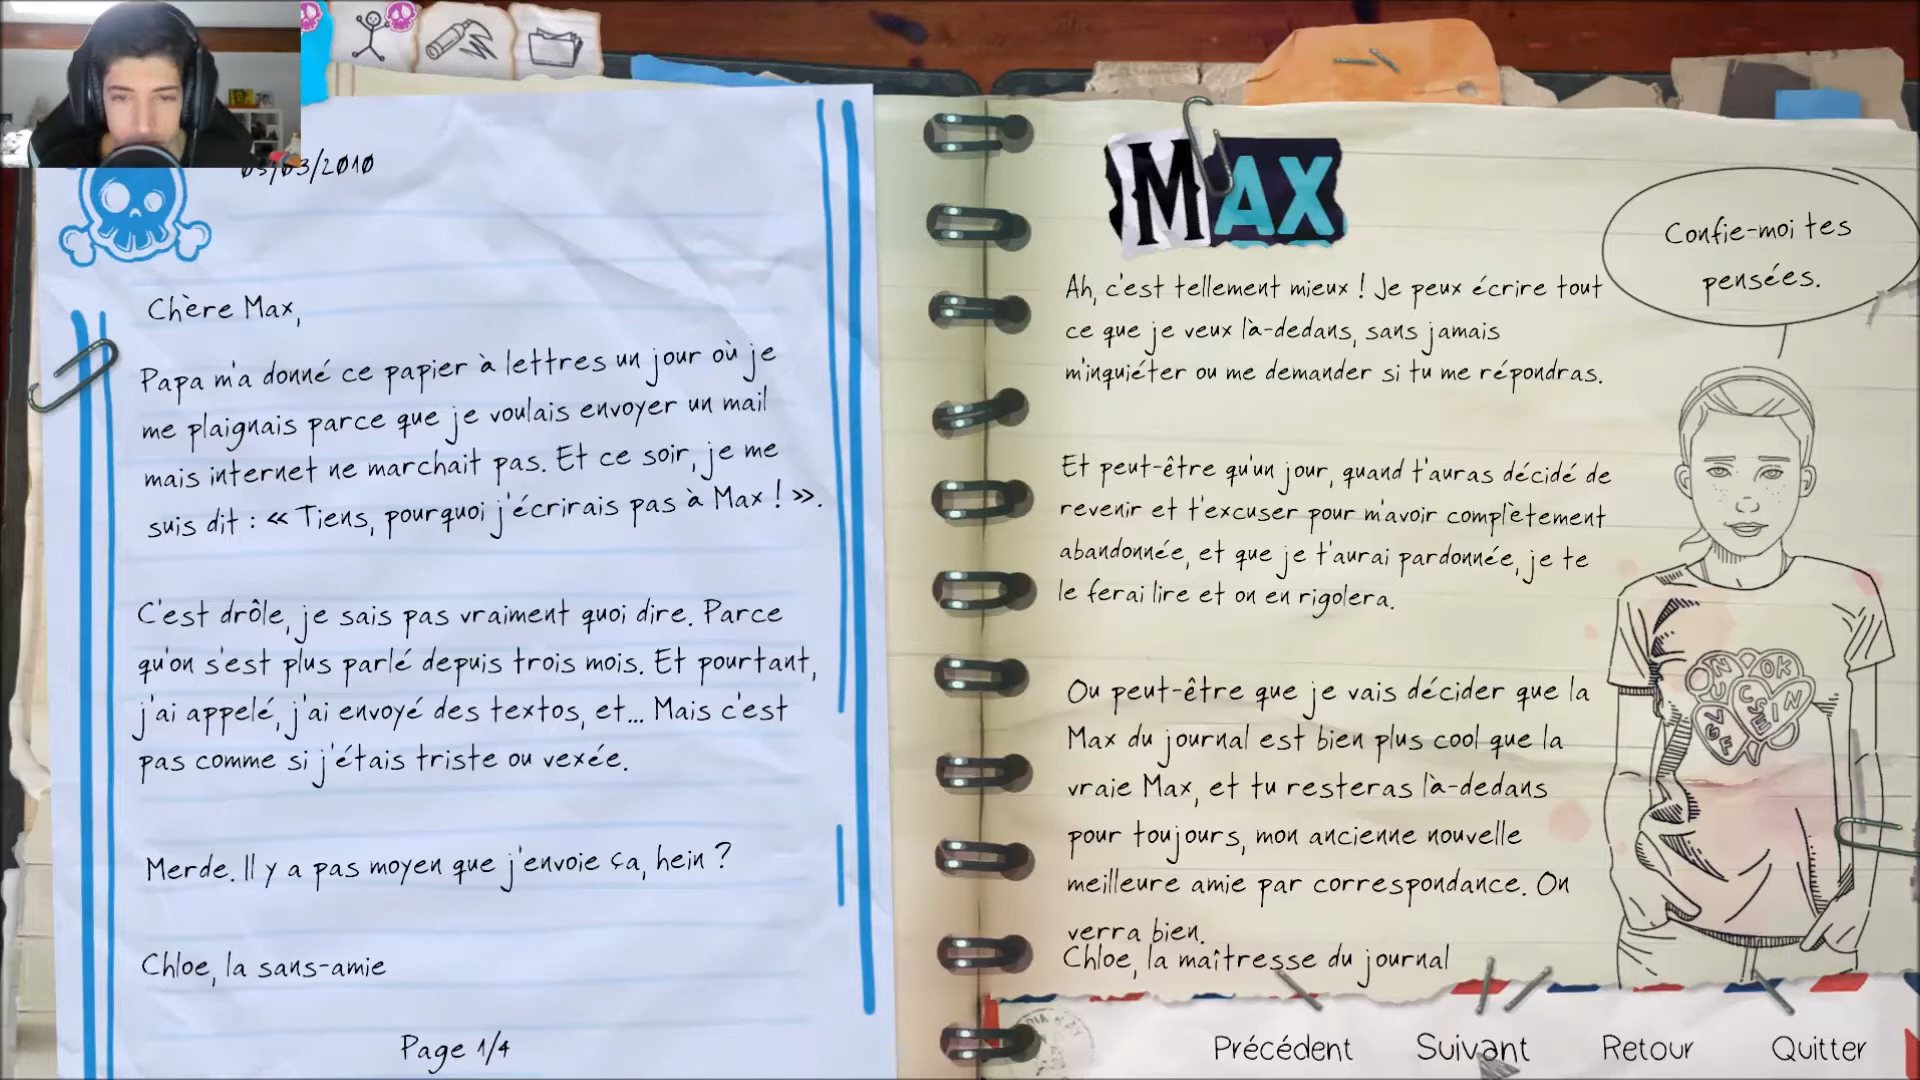 03/03/2010
Chère Max,
Papa m'a donné ce papier à lettres un jour où je
me plaignais parce que je voulais envoyer un mail
mais internet ne marchait pas. Et ce soir, je me
suis dit : « Tiens, pourquoi j'écrirais pas à Max ! ».
C'est drôle, je sais pas vraiment quoi dire. Parce
qu'on s'est plus parlé depuis trois mois. Et pourtant,
j'ai appelé, j'ai envoyé des textos, et... Mais c'est
pas comme si j'étais triste ou vexée.
Merde. Il y a pas moyen que j'envoie ça, hein ?
Chloe, la sans-amie
Page 1/4
MAX
Confie-moi tes
pensées.
Ah, c'est tellement mieux ! Je peux écrire tout
ce que je veux là-dedans, sans jamais
m'inquiéter ou me demander si tu me répondras.
Et peut-être qu'un jour, quand t'auras décidé de
revenir et t'excuser pour m'avoir complètement
abandonnée, et que je t'aurai pardonnée, je te
le ferai lire et on en rigolera.
Ou peut-être que je vais décider que la
Max du journal est bien plus cool que la
vraie Max, et tu resteras là-dedans
pour toujours, mon ancienne nouvelle
meilleure amie par correspondance. On
verra bien.
Chloe, la maîtresse du journal
Précédent Suivant Retour Quitter